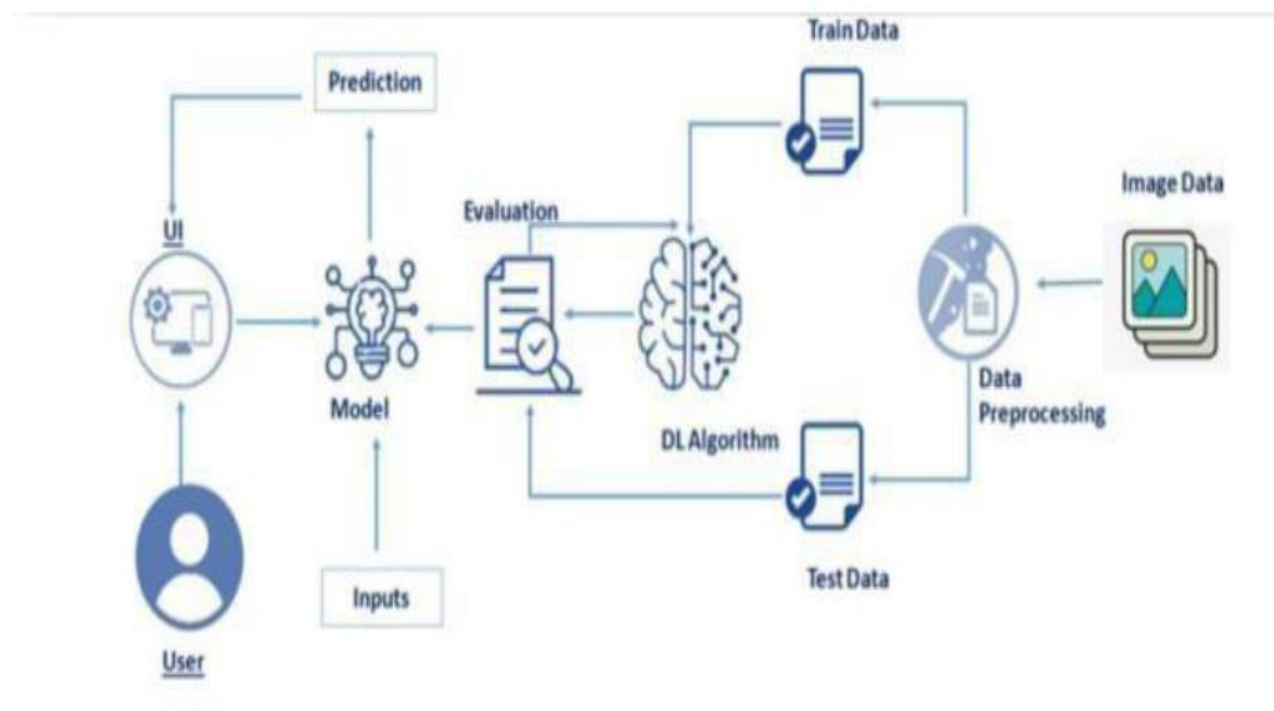 Train Data
Prediction
Image Data
Evaluation
UI
Data
Preprocessing
Model
DL Algorithm
Test Data
Inputs
User